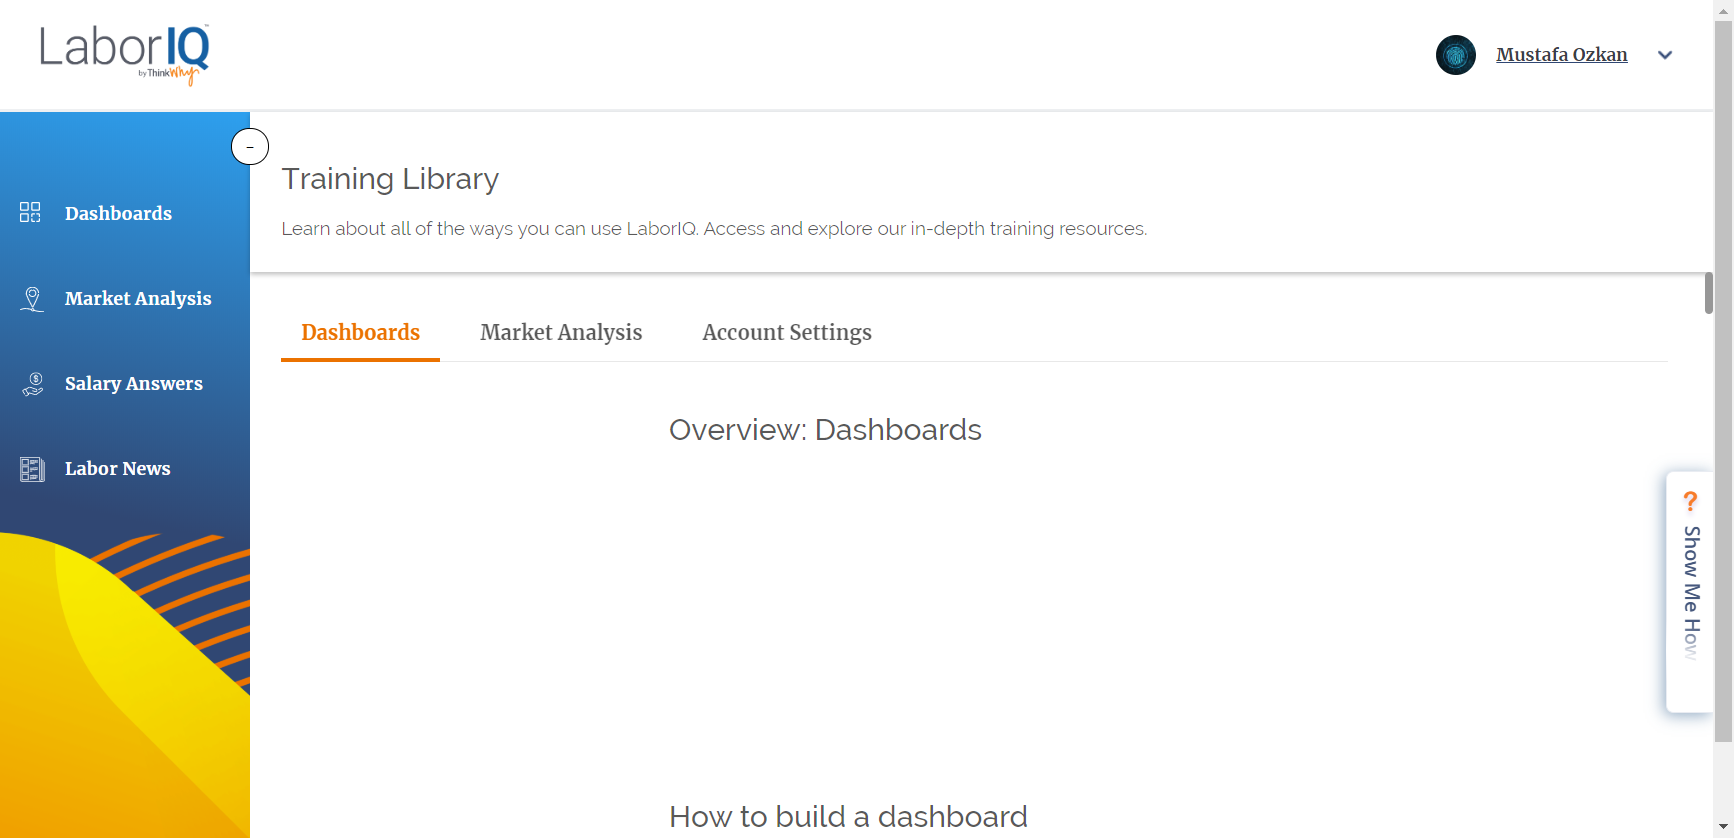 LaborIQ
by ThinkWhy
Mustafa Ozkan
-
Dashboards
Market Analysis
Salary Answers
Labor News
Training Library
Learn about all of the ways you can use LaborIQ. Access and explore our in-depth training resources.
Dashboards
Market Analysis
Account Settings
Overview: Dashboards
? Show Me How
How to build a dashboard